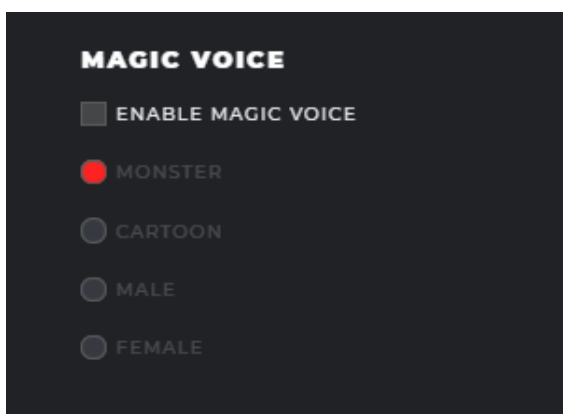 MAGIC VOICE
ENABLE MAGIC VOICE
MONSTER
CARTOON
MALE
FEMALE